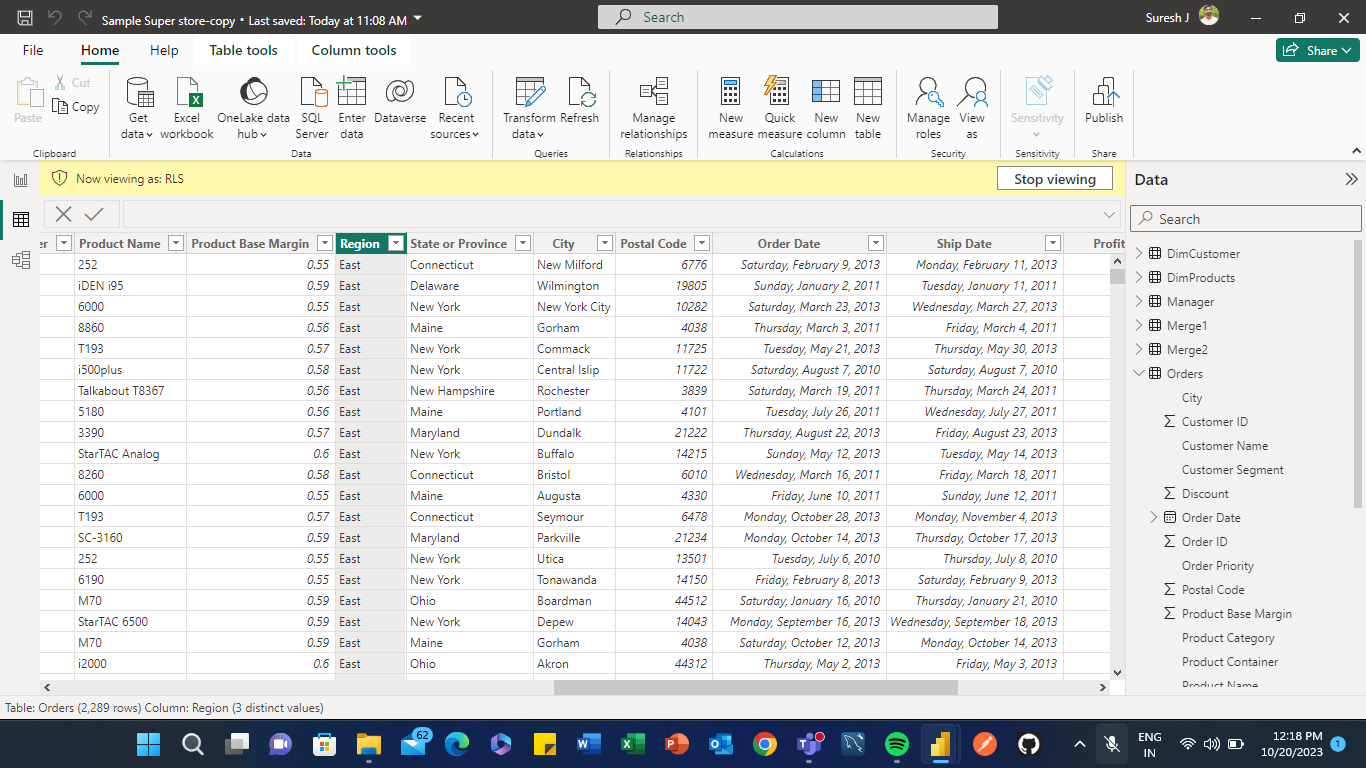 Sample Super store-copy • Last saved: Today at 11:08 AM
Search
Suresh J
File Home Help Table tools Column tools
Share
Paste
Cut
Copy
Clipboard
Get data
Excel workbook
OneLake data hub
SQL Server
Enter data
Dataverse
Recent sources
Data
Transform data
Refresh
Queries
Manage relationships
Relationships
New measure
Quick measure
New column
New table
Calculations
Manage roles
View as
Security
Sensitivity
Sensitivity
Publish
Share
Now viewing as: RLS
Stop viewing
er Product Name Product Base Margin Region State or Province City Postal Code Order Date Ship Date Profit
252 0.55 East Connecticut New Milford 6776 Saturday, February 9, 2013 Monday, February 11, 2013
iDEN i95 0.59 East Delaware Wilmington 19805 Sunday, January 2, 2011 Tuesday, January 11, 2011
6000 0.55 East New York New York City 10282 Saturday, March 23, 2013 Wednesday, March 27, 2013
8860 0.56 East Maine Gorham 4038 Thursday, March 3, 2011 Friday, March 4, 2011
T193 0.57 East New York Commack 11725 Tuesday, May 21, 2013 Thursday, May 30, 2013
i500plus 0.58 East New York Central Islip 11722 Saturday, August 7, 2010 Saturday, August 7, 2010
Talkabout T8367 0.56 East New Hampshire Rochester 3839 Saturday, March 19, 2011 Thursday, March 24, 2011
5180 0.56 East Maine Portland 4101 Tuesday, July 26, 2011 Wednesday, July 27, 2011
3390 0.57 East Maryland Dundalk 21222 Thursday, August 22, 2013 Friday, August 23, 2013
StarTAC Analog 0.6 East New York Buffalo 14215 Sunday, May 12, 2013 Tuesday, May 14, 2013
8260 0.58 East Connecticut Bristol 6010 Wednesday, March 16, 2011 Friday, March 18, 2011
6000 0.55 East Maine Augusta 4330 Friday, June 10, 2011 Sunday, June 12, 2011
T193 0.57 East Connecticut Seymour 6478 Monday, October 28, 2013 Monday, November 4, 2013
SC-3160 0.59 East Maryland Parkville 21234 Monday, October 14, 2013 Thursday, October 17, 2013
252 0.55 East New York Utica 13501 Tuesday, July 6, 2010 Thursday, July 8, 2010
6190 0.55 East New York Tonawanda 14150 Friday, February 8, 2013 Saturday, February 9, 2013
M70 0.59 East Ohio Boardman 44512 Saturday, January 16, 2010 Thursday, January 21, 2010
StarTAC 6500 0.59 East New York Depew 14043 Monday, September 16, 2013 Wednesday, September 18, 2013
M70 0.59 East Maine Gorham 4038 Saturday, October 12, 2013 Monday, October 14, 2013
i2000 0.6 East Ohio Akron 44312 Thursday, May 2, 2013 Friday, May 3, 2013
Data
Search
DimCustomer
DimProducts
Manager
Merge1
Merge2
Orders
City
Customer ID
Customer Name
Customer Segment
Discount
Order Date
Order ID
Order Priority
Postal Code
Product Base Margin
Product Category
Product Container
Product Name
Table: Orders (2,289 rows) Column: Region (3 distinct values)
62
ENG
IN
12:18 PM
10/20/2023
1